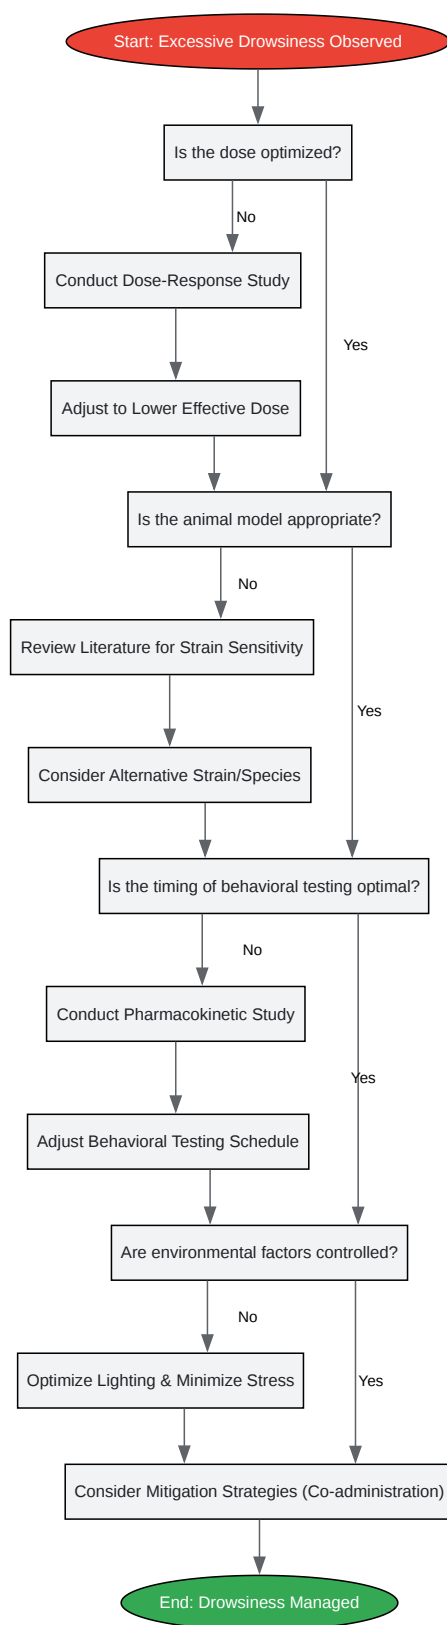 Start: Excessive Drowsiness Observed
Is the dose optimized?
No
Conduct Dose-Response Study
Yes
Adjust to Lower Effective Dose
Is the animal model appropriate?
No
Review Literature for Strain Sensitivity
Yes
Consider Alternative Strain/Species
Is the timing of behavioral testing optimal?
No
Conduct Pharmacokinetic Study
Yes
Adjust Behavioral Testing Schedule
Are environmental factors controlled?
No
Optimize Lighting & Minimize Stress
Yes
Consider Mitigation Strategies (Co-administration)
End: Drowsiness Managed